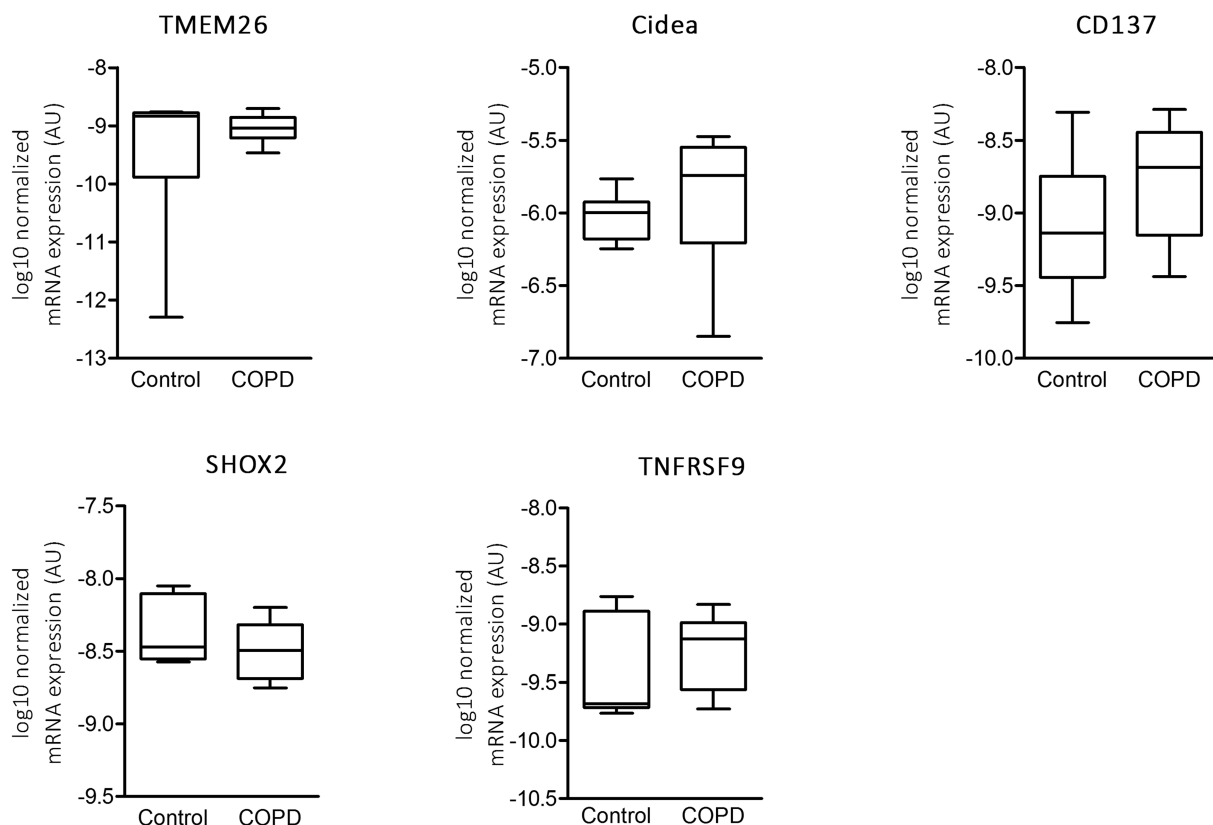 TMEM26
log10 normalized
mRNA expression (AU)
-8
-9
-10
-11
-12
-13
Control COPD
Cidea
log10 normalized
mRNA expression (AU)
-5.0
-5.5
-6.0
-6.5
-7.0
Control COPD
CD137
log10 normalized
mRNA expression (AU)
-8.0
-8.5
-9.0
-9.5
-10.0
Control COPD
SHOX2
log10 normalized
mRNA expression (AU)
-7.5
-8.0
-8.5
-9.0
-9.5
Control COPD
TNFRSF9
log10 normalized
mRNA expression (AU)
-8.0
-8.5
-9.0
-9.5
-10.0
-10.5
Control COPD